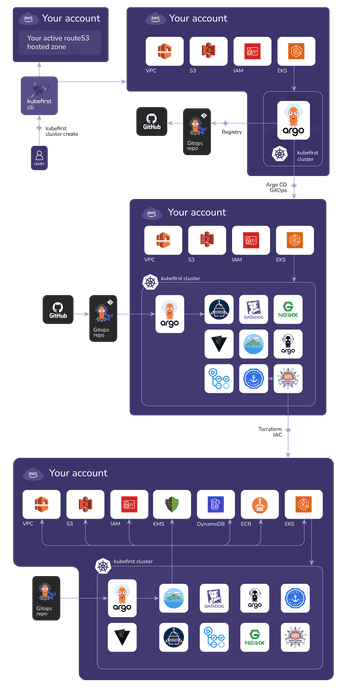 aws
Your account
Your active route53
hosted zone
kubefirst
cli
kubefirst
cluster create
user
aws
Your account
VPC
S3
IAM
EKS
argo
kubefirst
cluster
Registry
GitHub
Gitops
repo
Argo CD
GitOps
aws
Your account
VPC
S3
IAM
EKS
kubefirst cluster
GitHub
Gitops
repo
argo
DATADOG
NGINX
argo
Terraform
IAC
aws
Your account
VPC
S3
IAM
KMS
DynamoDB
ECR
EKS
kubefirst cluster
Gitops
repo
argo
DATADOG
argo
NGINX